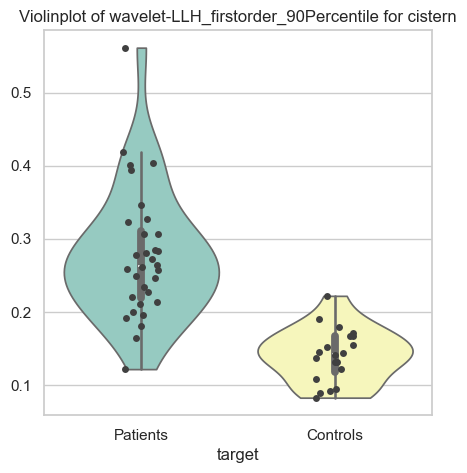 Violinplot of wavelet-LLH_firstorder_90Percentile for cistern
0.5
0.4
0.3
0.2
0.1
Patients Controls
target